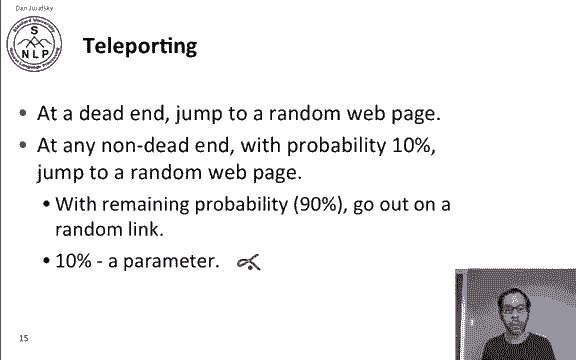 Dan Jurafsky
S
N L P
Teleporting
• At a dead end, jump to a random web page.
• At any non-dead end, with probability 10%,
jump to a random web page.
• With remaining probability (90%), go out on a
random link.
• 10% - a parameter. α
15